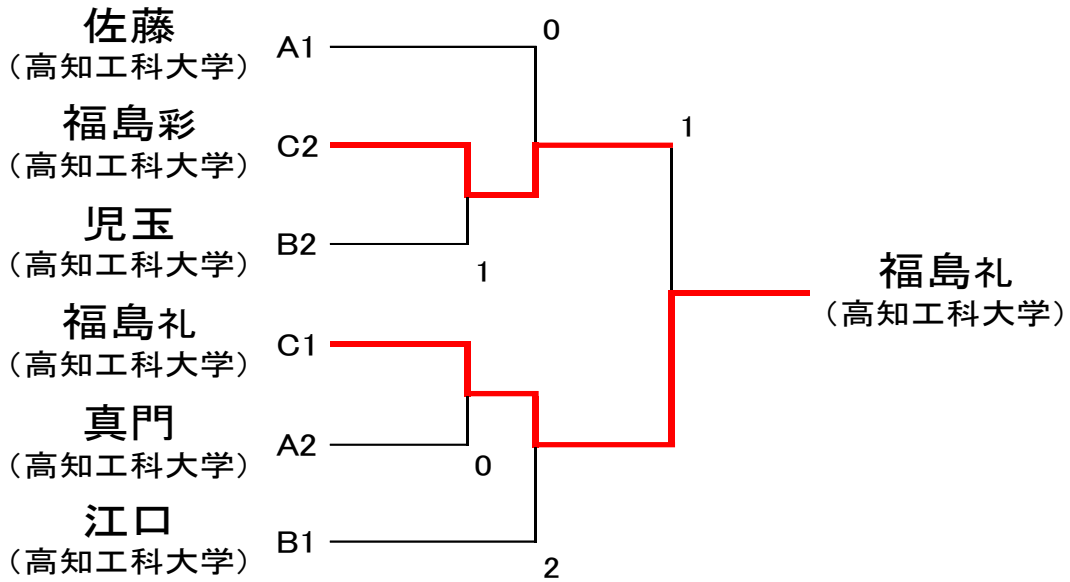 佐藤
(高知工科大学)
A1
0
福島彩
(高知工科大学)
C2
1
児玉
(高知工科大学)
B2
1
福島礼
(高知工科大学)
福島礼
(高知工科大学)
C1
真門
(高知工科大学)
A2
0
江口
(高知工科大学)
B1
2